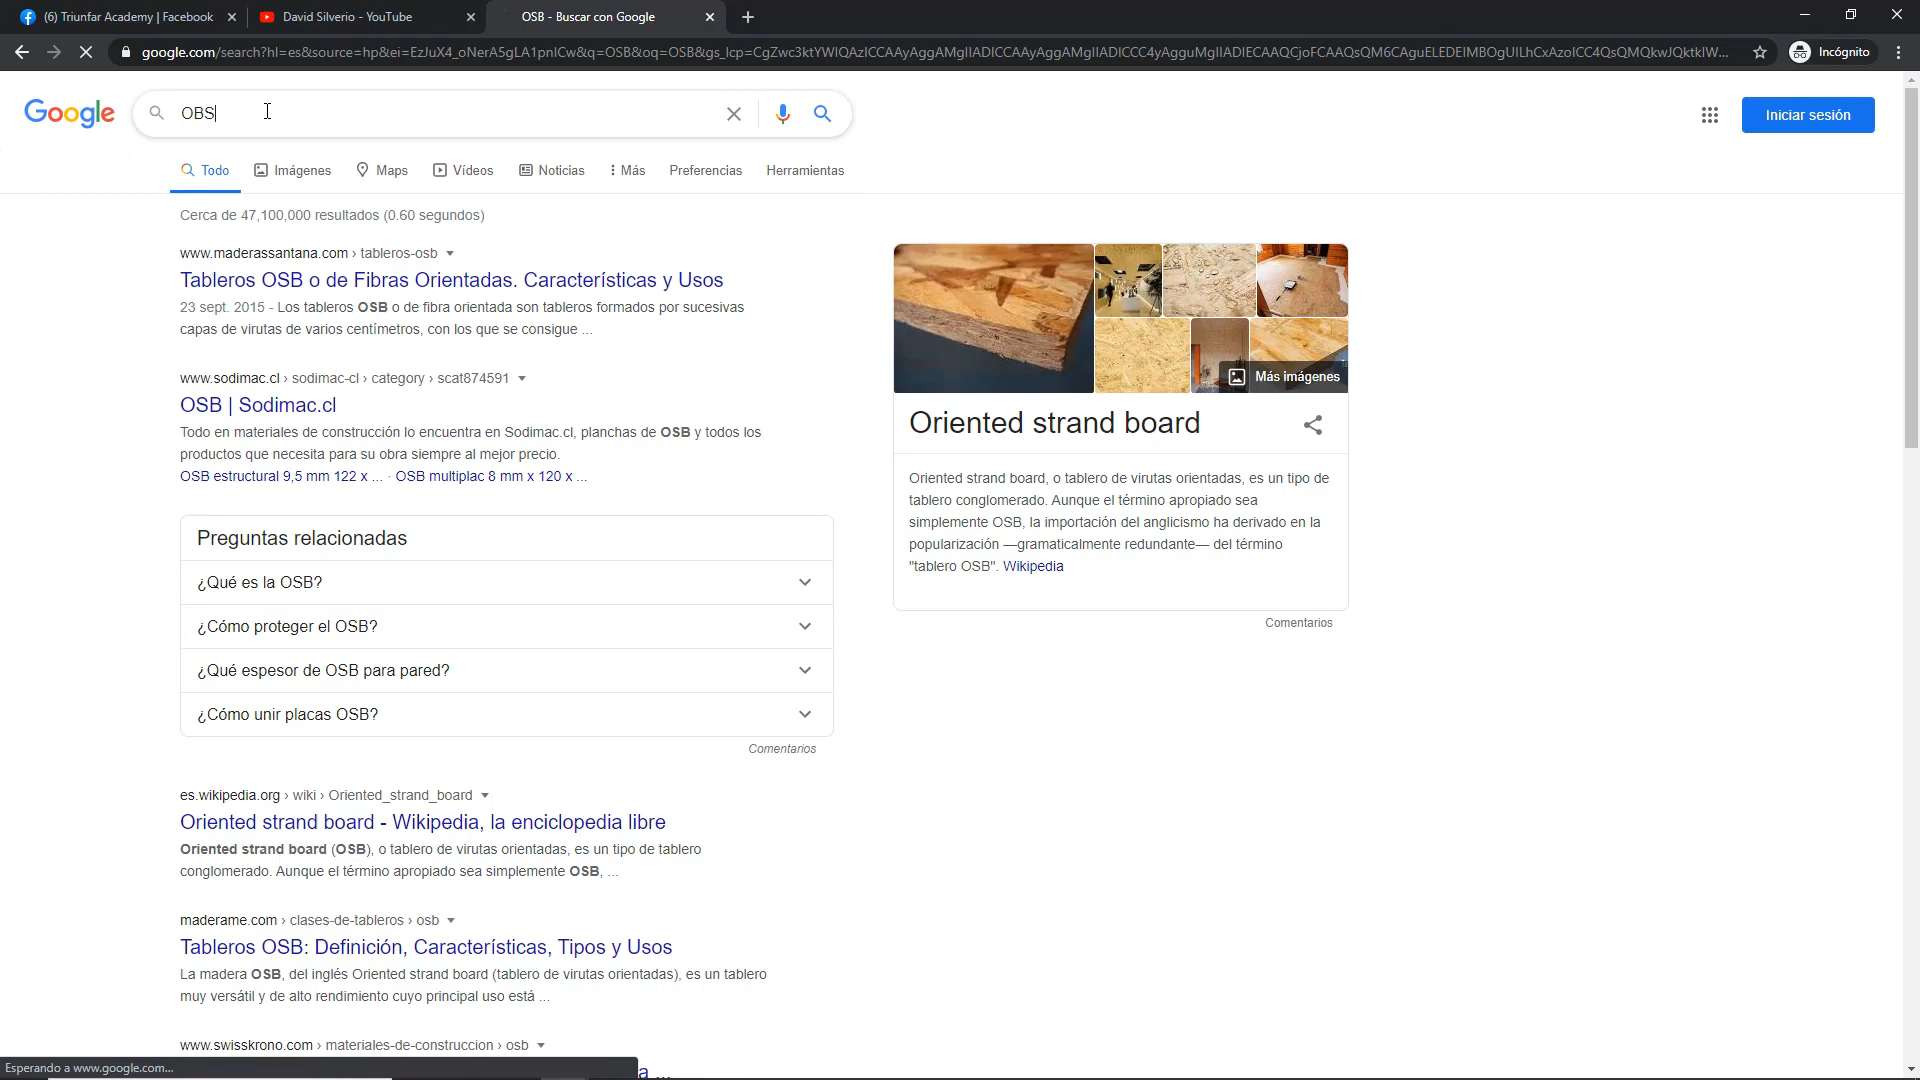 (6) Triunfar Academy | Facebook
David Silverio - YouTube
OSB - Buscar con Google
google.com/search?hl=es&source=hp&ei=EzJuX4_oNerA5gLA1pnICw&q=OSB&oq=OSB&gs_lcp=CgZwc3ktYWIQAzICCAAyAggAMgIIADICCAAyAggAMgIIADICCC4yAgguMgIIADIECAAQCjoFCAAQsQM6CAguELEDEIMBOgUILhCxAzoICC4QsQMQkwJQktklW...
Incógnito
Google
OBS
Iniciar sesión
Todo
Imágenes
Maps
Vídeos
Noticias
Más
Preferencias
Herramientas
Cerca de 47,100,000 resultados (0.60 segundos)
www.maderassantana.com › tableros-osb
Tableros OSB o de Fibras Orientadas. Características y Usos
23 sept. 2015 - Los tableros OSB o de fibra orientada son tableros formados por sucesivas
capas de virutas de varios centímetros, con los que se consigue ...
www.sodimac.cl › sodimac-cl › category › scat874591
OSB | Sodimac.cl
Todo en materiales de construcción lo encuentra en Sodimac.cl, planchas de OSB y todos los
productos que necesita para su obra siempre al mejor precio.
OSB estructural 9,5 mm 122 x ... · OSB multiplac 8 mm x 120 x ...
Preguntas relacionadas
¿Qué es la OSB?
¿Cómo proteger el OSB?
¿Qué espesor de OSB para pared?
¿Cómo unir placas OSB?
Comentarios
es.wikipedia.org › wiki › Oriented_strand_board
Oriented strand board - Wikipedia, la enciclopedia libre
Oriented strand board (OSB), o tablero de virutas orientadas, es un tipo de tablero
conglomerado. Aunque el término apropiado sea simplemente OSB, ...
maderame.com › clases-de-tableros › osb
Tableros OSB: Definición, Características, Tipos y Usos
La madera OSB, del inglés Oriented strand board (tablero de virutas orientadas), es un tablero
muy versátil y de alto rendimiento cuyo principal uso está ...
www.swisskrono.com › materiales-de-construccion › osb
a ...
Esperando a www.google.com...
Más imágenes
Oriented strand board
Oriented strand board, o tablero de virutas orientadas, es un tipo de
tablero conglomerado. Aunque el término apropiado sea
simplemente OSB, la importación del anglicismo ha derivado en la
popularización —gramaticalmente redundante— del término
"tablero OSB". Wikipedia
Comentarios